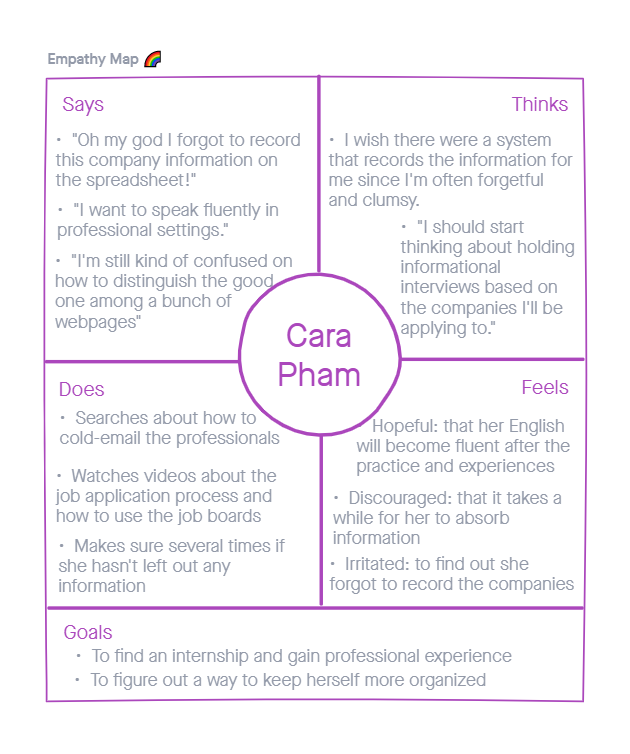 Empathy Map 🌈
Says
• "Oh my god I forgot to record
this company information on
the spreadsheet!"
• "I want to speak fluently in
professional settings."
• "I'm still kind of confused on
how to distinguish the good
one among a bunch of
webpages"
Thinks
• I wish there were a system
that records the information for
me since I'm often forgetful
and clumsy.
• "I should start
thinking about holding
informational
interviews based on
the companies I'll be
applying to."
Cara
Pham
Does
• Searches about how to
cold-email the professionals
• Watches videos about the
job application process and
how to use the job boards
• Makes sure several times if
she hasn't left out any
information
Feels
Hopeful: that her English
will become fluent after the
practice and experiences
• Discouraged: that it takes a
while for her to absorb
information
• Irritated: to find out she
forgot to record the companies
Goals
• To find an internship and gain professional experience
• To figure out a way to keep herself more organized